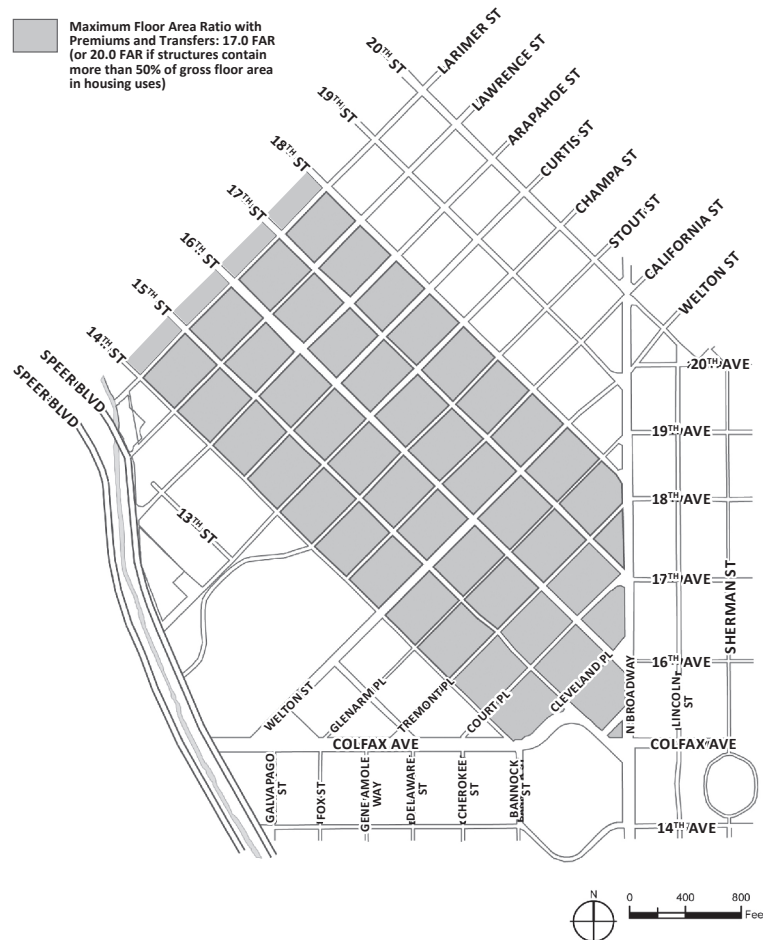 Maximum Floor Area Ratio with
Premiums and Transfers: 17.0 FAR
(or 20.0 FAR if structures contain
more than 50% of gross floor area
in housing uses)
20TH ST
LARIMER ST
19TH ST
LAWRENCE ST
18TH ST
ARAPAHOE ST
17TH ST
CURTIS ST
16TH ST
CHAMPA ST
15TH ST
STOUT ST
14TH ST
CALIFORNIA ST
WELTON ST
SPEER BLVD
SPEER BLVD
20TH AVE
19TH AVE
18TH AVE
13TH ST
17TH AVE
SHERMAN ST
16TH AVE
N BROADWAY
LINCOLN
ST
WELTON ST
GLENARM PL
TREMONT PL
COURT PL
CLEVELAND PL
COLFAX AVE
COLFAX AVE
GALVAPAGO
ST
FOX ST
GENE AMOLE
WAY
DELAWARE
ST
CHEROKEE
ST
BANNOCK
ST
14TH AVE
N
0 400 800
Fee